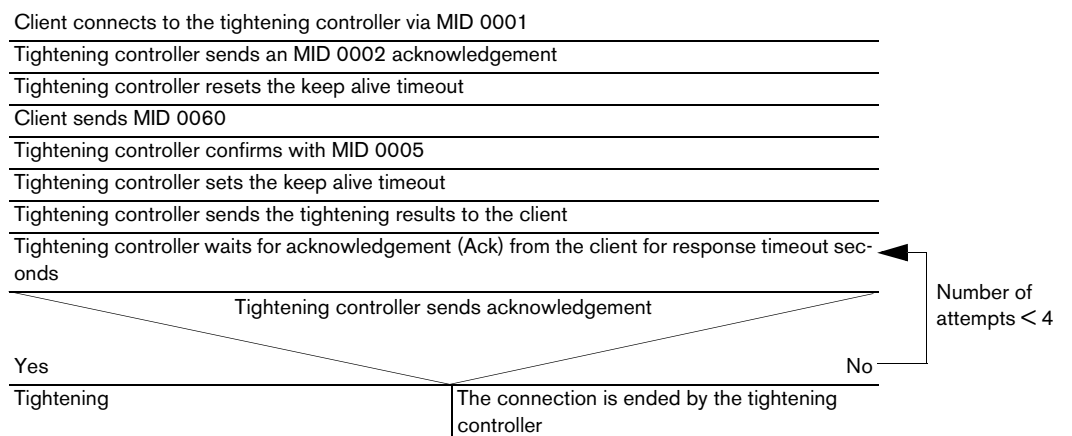 Client connects to the tightening controller via MID 0001
Tightening controller sends an MID 0002 acknowledgement
Tightening controller resets the keep alive timeout
Client sends MID 0060
Tightening controller confirms with MID 0005
Tightening controller sets the keep alive timeout
Tightening controller sends the tightening results to the client
Tightening controller waits for acknowledgement (Ack) from the client for response timeout sec-
onds
Tightening controller sends acknowledgement
Number of
attempts < 4
Yes
No
Tightening
The connection is ended by the tightening
controller